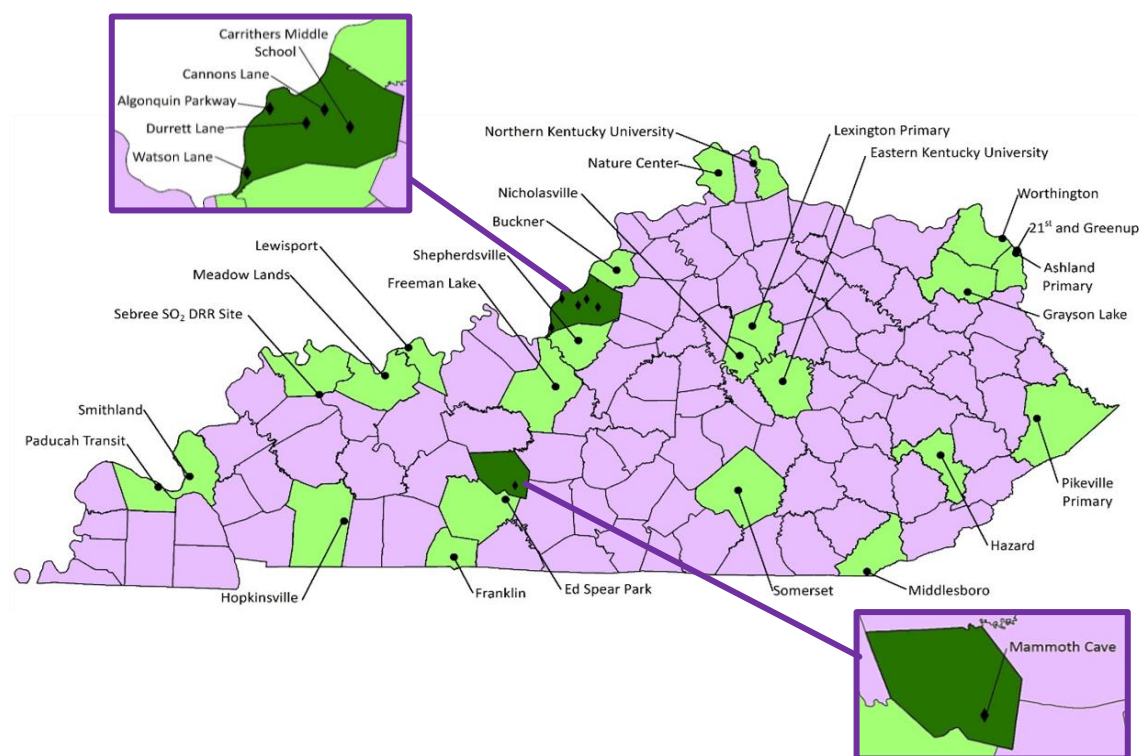 Carrithers Middle
School
Cannons Lane
Algonquin Parkway
Durrett Lane
Watson Lane
Northern Kentucky University
Lexington Primary
Nature Center
Eastern Kentucky University
Nicholasville
Worthington
Buckner
21st and Greenup
Lewisport
Shepherdsville
Meadow Lands
Freeman Lake
Ashland
Primary
Sebree SO₂ DRR Site
Grayson Lake
Smithland
Paducah Transit
Pikeville
Primary
Hazard
Hopkinsville
Franklin
Ed Spear Park
Somerset
Middlesboro
Mammoth Cave